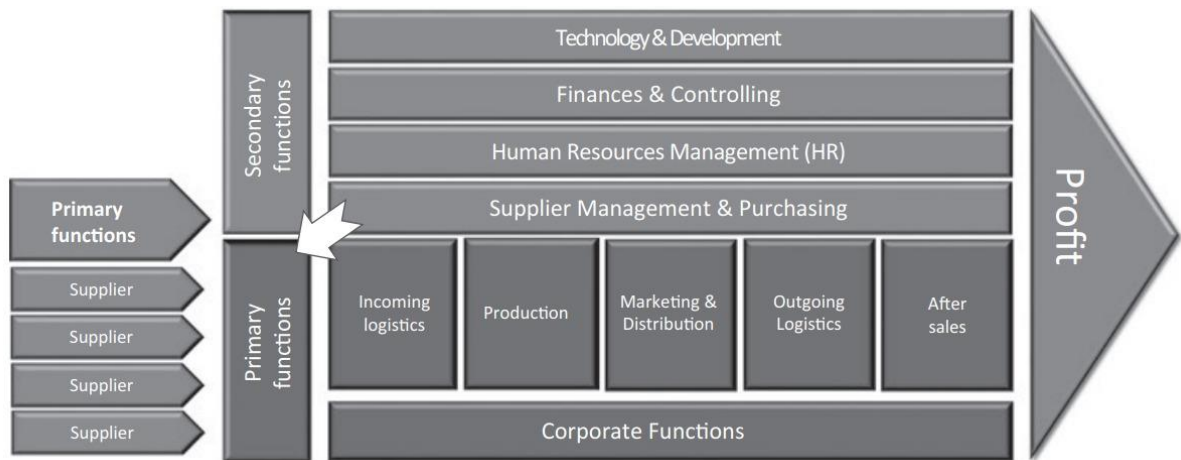 Technology & Development
Finances & Controlling
Human Resources Management (HR)
Supplier Management & Purchasing
Secondary
functions
Primary
functions
Supplier
Supplier
Supplier
Supplier
Primary
functions
Incoming
logistics
Production
Marketing &
Distribution
Outgoing
Logistics
After
sales
Corporate Functions
Profit